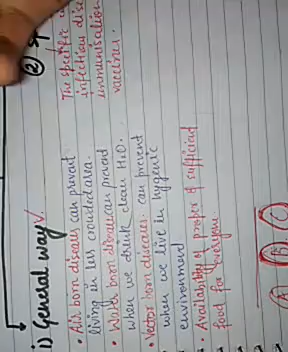 i) General way
• Air born diseases can prevent
living in less crowded area.
• Water born diseases can prevent
when we drink clean H2O.
• Vector born diseases can prevent
when we live in hygenic
environment
• Availability of proper & sufficient
food for everyone.
②
The specific
infectious dise
immunisation
vaccines.
A B C